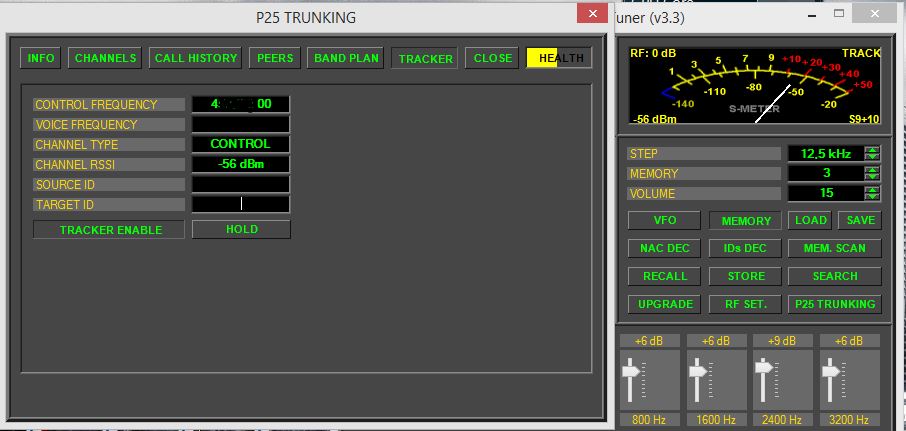 P25 TRUNKING
INFO CHANNELS CALL HISTORY PEERS BAND PLAN TRACKER CLOSE HEALTH
CONTROL FREQUENCY 4 00
VOICE FREQUENCY
CHANNEL TYPE CONTROL
CHANNEL RSSI -56 dBm
SOURCE ID
TARGET ID
TRACKER ENABLE HOLD
uner (v3.3)
RF: 0 dB TRACK
1 3 5 7 9 +10 +20 +30 +40 +50
-140 -110 -80 -50 -20
S-METER
-56 dBm S9+10
STEP 12,5 kHz
MEMORY 3
VOLUME 15
VFO MEMORY LOAD SAVE
NAC DEC IDs DEC MEM. SCAN
RECALL STORE SEARCH
UPGRADE RF SET. P25 TRUNKING
+6 dB +6 dB +9 dB +6 dB
800 Hz 1600 Hz 2400 Hz 3200 Hz